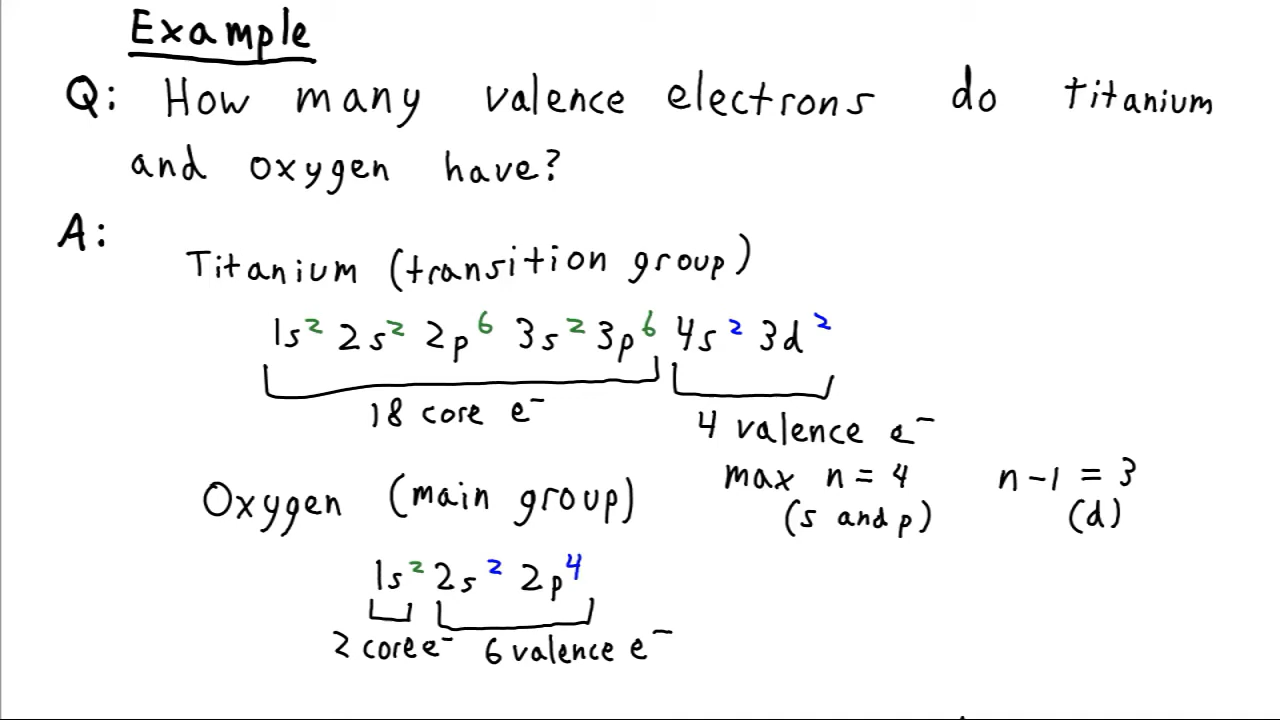 Example
Q: How many valence electrons do titanium
and oxygen have?
A:
Titanium (transition group)
1s² 2s² 2p⁶ 3s² 3p⁶ 4s² 3d²
18 core e⁻
4 valence e⁻
max n = 4 n-1 = 3
(s and p) (d)
Oxygen (main group)
1s² 2s² 2p⁴
2 core e⁻ 6 valence e⁻